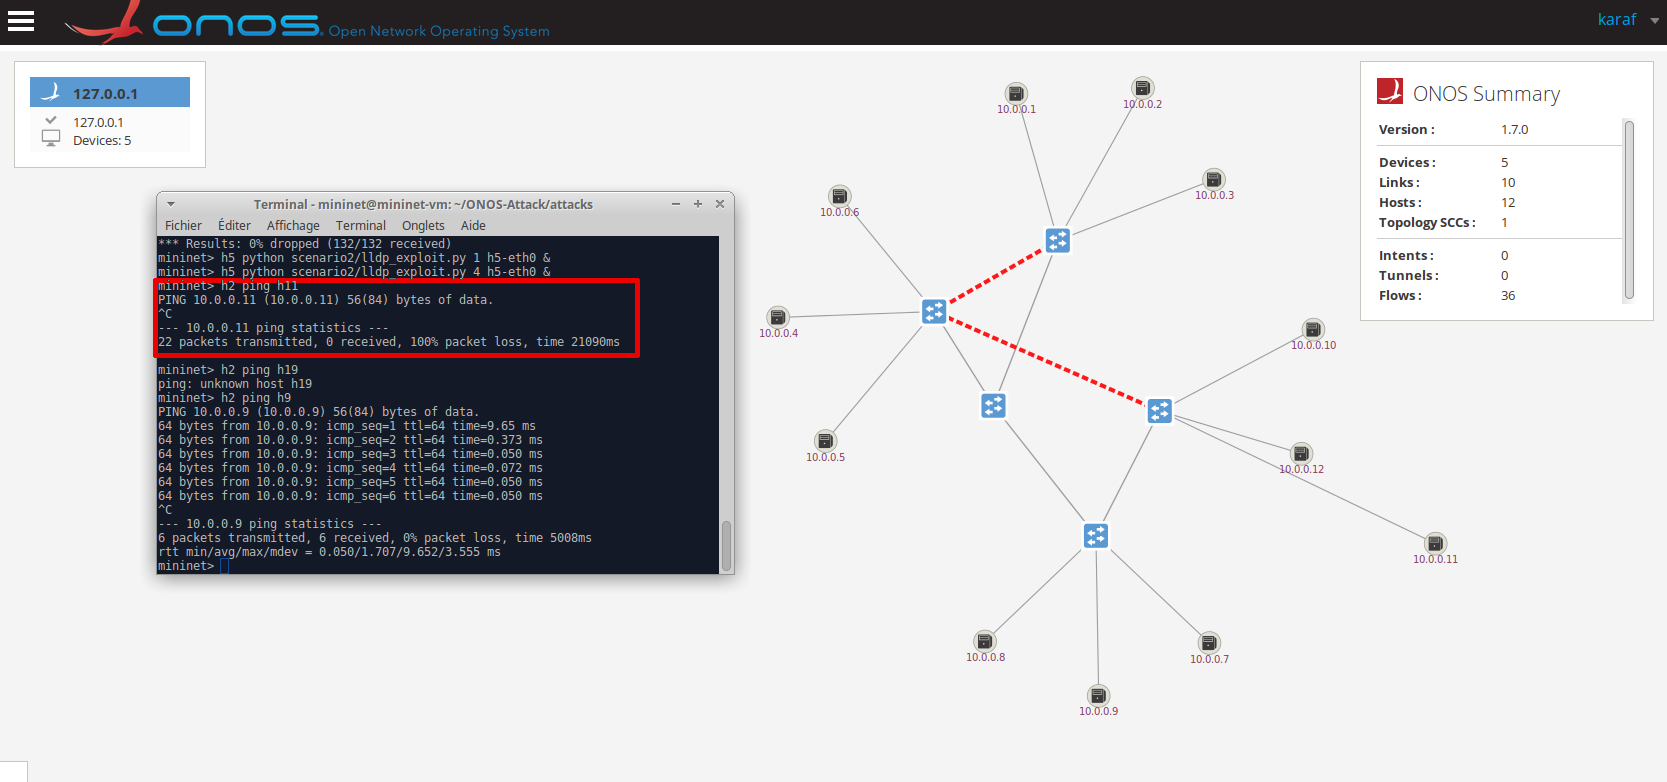 onos Open Network Operating System
karaf
127.0.0.1
127.0.0.1
Devices: 5
Terminal - mininet@mininet-vm: ~/ONOS-Attack/attacks
Fichier Éditer Affichage Terminal Onglets Aide
*** Results: 0% dropped (132/132 received)
mininet> h5 python scenario2/lldp_exploit.py 1 h5-eth0 &
mininet> h5 python scenario2/lldp_exploit.py 4 h5-eth0 &
mininet> h2 ping h11
PING 10.0.0.11 (10.0.0.11) 56(84) bytes of data.
^C
--- 10.0.0.11 ping statistics ---
22 packets transmitted, 0 received, 100% packet loss, time 21090ms
mininet> h2 ping h19
ping: unknown host h19
mininet> h2 ping h9
PING 10.0.0.9 (10.0.0.9) 56(84) bytes of data.
64 bytes from 10.0.0.9: icmp_seq=1 ttl=64 time=9.65 ms
64 bytes from 10.0.0.9: icmp_seq=2 ttl=64 time=0.373 ms
64 bytes from 10.0.0.9: icmp_seq=3 ttl=64 time=0.050 ms
64 bytes from 10.0.0.9: icmp_seq=4 ttl=64 time=0.072 ms
64 bytes from 10.0.0.9: icmp_seq=5 ttl=64 time=0.050 ms
64 bytes from 10.0.0.9: icmp_seq=6 ttl=64 time=0.050 ms
^C
--- 10.0.0.9 ping statistics ---
6 packets transmitted, 6 received, 0% packet loss, time 5008ms
rtt min/avg/max/mdev = 0.050/1.707/9.652/3.555 ms
mininet>
10.0.0.1
10.0.0.2
10.0.0.3
10.0.0.6
10.0.0.4
10.0.0.5
10.0.0.10
10.0.0.12
10.0.0.11
10.0.0.8
10.0.0.7
10.0.0.9
ONOS Summary
Version : 1.7.0
Devices : 5
Links : 10
Hosts : 12
Topology SCCs : 1
Intents : 0
Tunnels : 0
Flows : 36